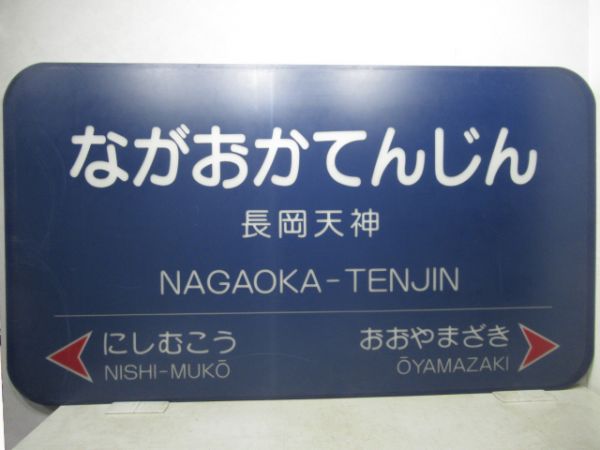 ながおかてんじん
長岡天神
NAGAOKA-TENJIN
にしむこう
NISHI-MUKŌ
おおやまざき
ŌYAMAZAKI